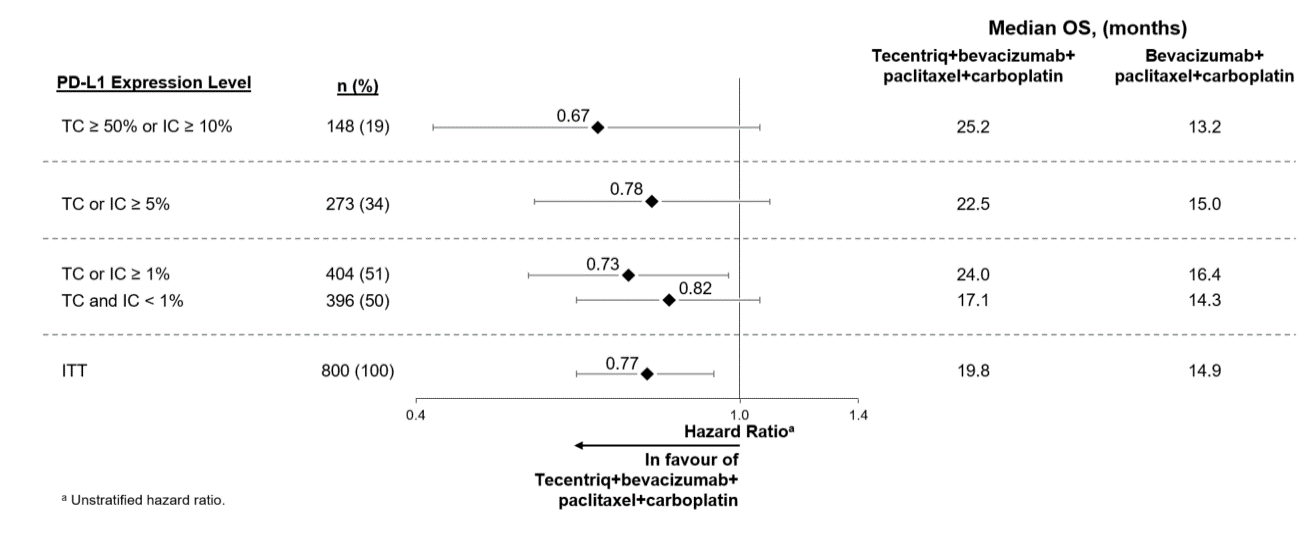 Median OS, (months)
Tecentriq+bevacizumab+ Bevacizumab+
paclitaxel+carboplatin paclitaxel+carboplatin
PD-L1 Expression Level n (%)
TC ≥ 50% or IC ≥ 10% 148 (19) 0.67 25.2 13.2
TC or IC ≥ 5% 273 (34) 0.78 22.5 15.0
TC or IC ≥ 1% 404 (51) 0.73 24.0 16.4
TC and IC < 1% 396 (50) 0.82 17.1 14.3
ITT 800 (100) 0.77 19.8 14.9
0.4 1.0 1.4
Hazard Ratioᵃ
In favour of
Tecentriq+bevacizumab+
paclitaxel+carboplatin
ᵃ Unstratified hazard ratio.